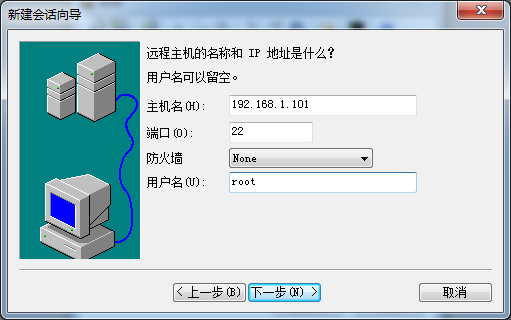 新建会话向导
远程主机的名称和 IP 地址是什么?
用户名可以留空。
主机名(H): 192.168.1.101
端口(O): 22
防火墙 None
用户名(U): root
< 上一步(B) 下一步(N) > 取消